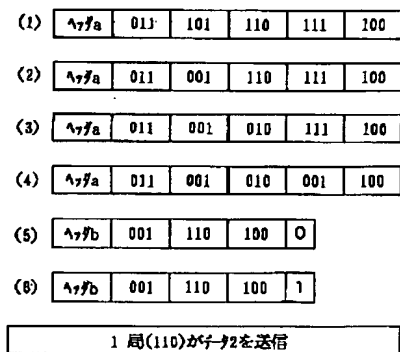 (1) ヘッダa 011 101 110 111 100
(2) ヘッダa 011 001 110 111 100
(3) ヘッダa 011 001 010 111 100
(4) ヘッダa 011 001 010 001 100
(5) ヘッダb 001 110 100 0
(6) ヘッダb 001 110 100 1
1 局(110)がデータ2を送信